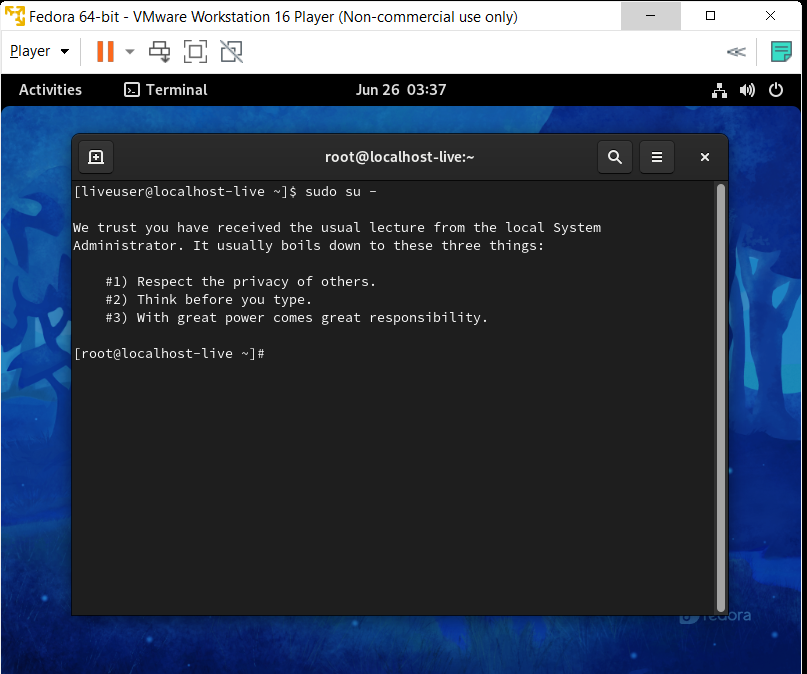 Fedora 64-bit - VMware Workstation 16 Player (Non-commercial use only)
Player
Activities
Terminal
Jun 26 03:37
root@localhost-live:~
[liveuser@localhost-live ~]$ sudo su -
We trust you have received the usual lecture from the local System
Administrator. It usually boils down to these three things:
#1) Respect the privacy of others.
#2) Think before you type.
#3) With great power comes great responsibility.
[root@localhost-live ~]#
fedora